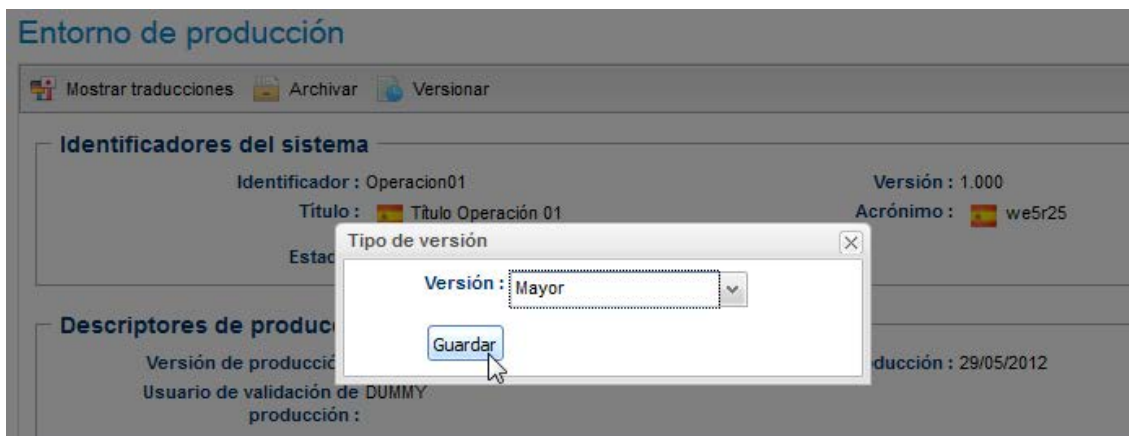 Entorno de producción
Mostrar traducciones Archivar Versionar
Identificadores del sistema
Identificador : Operacion01 Versión : 1.000
Título : Título Operación 01 Acrónimo : we5r25
Tipo de versión
Estad
Versión : Mayor
Guardar
Descriptores de produc
Versión de producció ducción : 29/05/2012
Usuario de validación de DUMMY
producción :